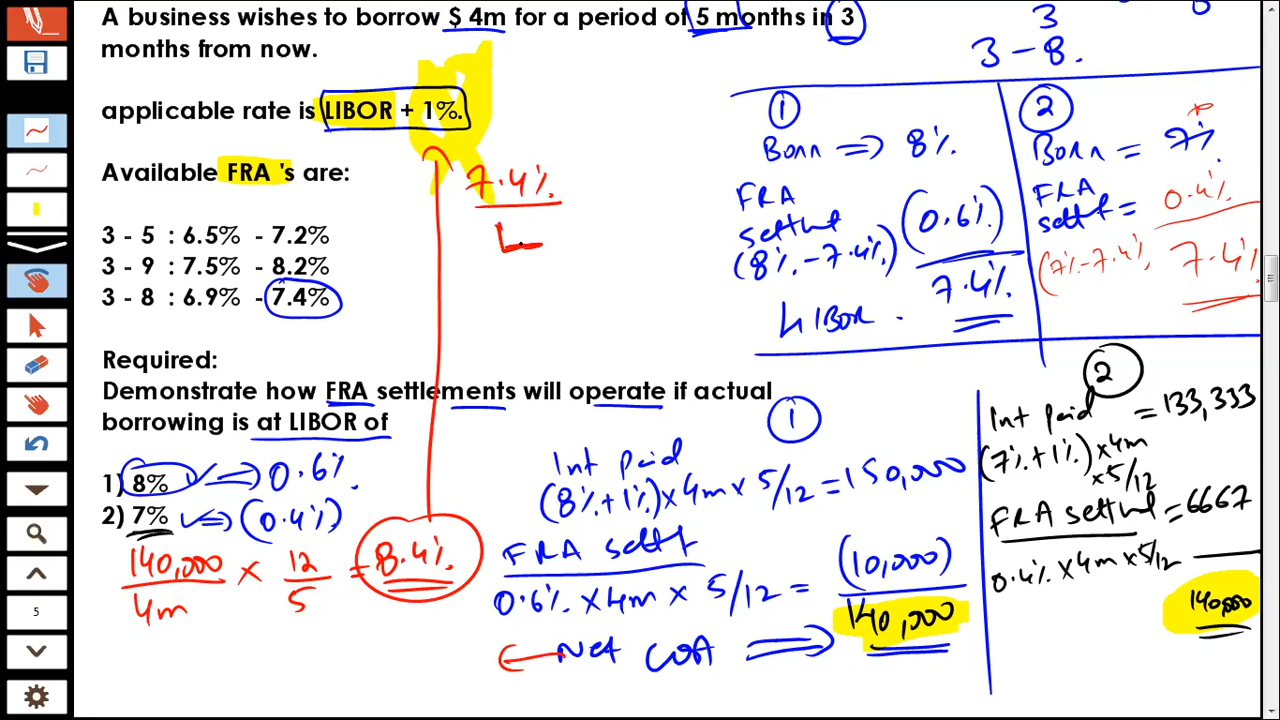 A business wishes to borrow $ 4m for a period of 5 months in 3
months from now.
applicable rate is LIBOR + 1%.
Available FRA 's are:
3 - 5 : 6.5% - 7.2%
3 - 9 : 7.5% - 8.2%
3 - 8 : 6.9% - 7.4%
7.4%
L
Required:
Demonstrate how FRA settlements will operate if actual
borrowing is at LIBOR of
1) 8% => 0.6%.
2) 7% <=> (0.4%)
140,000 / 4m × 12 / 5 = 8.4%
3
3 - 8.
1
Borr => 8%.
FRA
settlmt (0.6%)
(8%-7.4%)
7.4%
LIBOR.
2
Borr = 7%
FRA
settlt = 0.4%
(7%-7.4%
7.4%
1
Int paid
(8%+1%)×4m×5/12=150,000
FRA settlt
0.6%×4m×5/12= (10,000)
140,000
Net cost =>
2
Int paid =133,333
(7%+1%)×4m
×5/12
FRA settlmt =6667
0.4%×4m×5/12
140,000
5